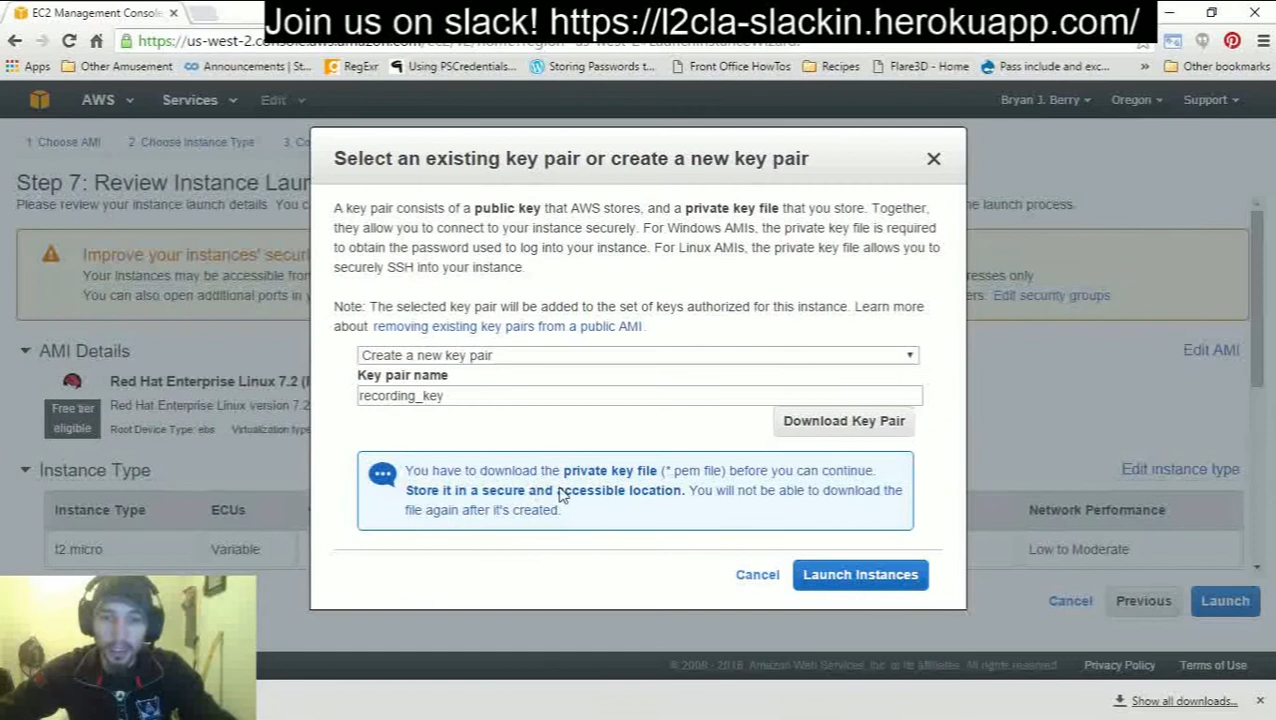 EC2 Management Console
Join us on slack! https://l2cla-slackin.herokuapp.com/
https://us-west-2.console.aws.amazon.com
Apps Other Amusement Announcements | St... RegExr Using PSCredentials... Storing Passwords t... Front Office HowTos Recipes Flare3D - Home Pass include and exc... » Other bookmarks
AWS Services Edit Bryan J. Berry Oregon Support
1 Choose AMI 2 Choose Instance Type 3. Co
Select an existing key pair or create a new key pair
Step 7: Review Instance Laun
Please review your instance launch details. You c the launch process.
A key pair consists of a public key that AWS stores, and a private key file that you store. Together,
they allow you to connect to your instance securely. For Windows AMIs, the private key file is required
to obtain the password used to log into your instance. For Linux AMIs, the private key file allows you to
securely SSH into your instance.
Improve your instances' securi
Your instances may be accessible from resses only
You can also open additional ports in y ers. Edit security groups
Note: The selected key pair will be added to the set of keys authorized for this instance. Learn more
about removing existing key pairs from a public AMI.
AMI Details Edit AMI
Create a new key pair
Key pair name
recording_key
Download Key Pair
Red Hat Enterprise Linux 7.2 (
Free tier
eligible
Red Hat Enterprise Linux version 7.2
Root Device Type: ebs Virtualization type
You have to download the private key file (*.pem file) before you can continue.
Store it in a secure and accessible location. You will not be able to download the
file again after it's created.
Instance Type Edit instance type
Instance Type ECUs Network Performance
t2.micro Variable Low to Moderate
Cancel Launch Instances
Cancel Previous Launch
© 2008 - 2016, Amazon Web Services, Inc. or its affiliates. All rights reserved. Privacy Policy Terms of Use
Show all downloads...